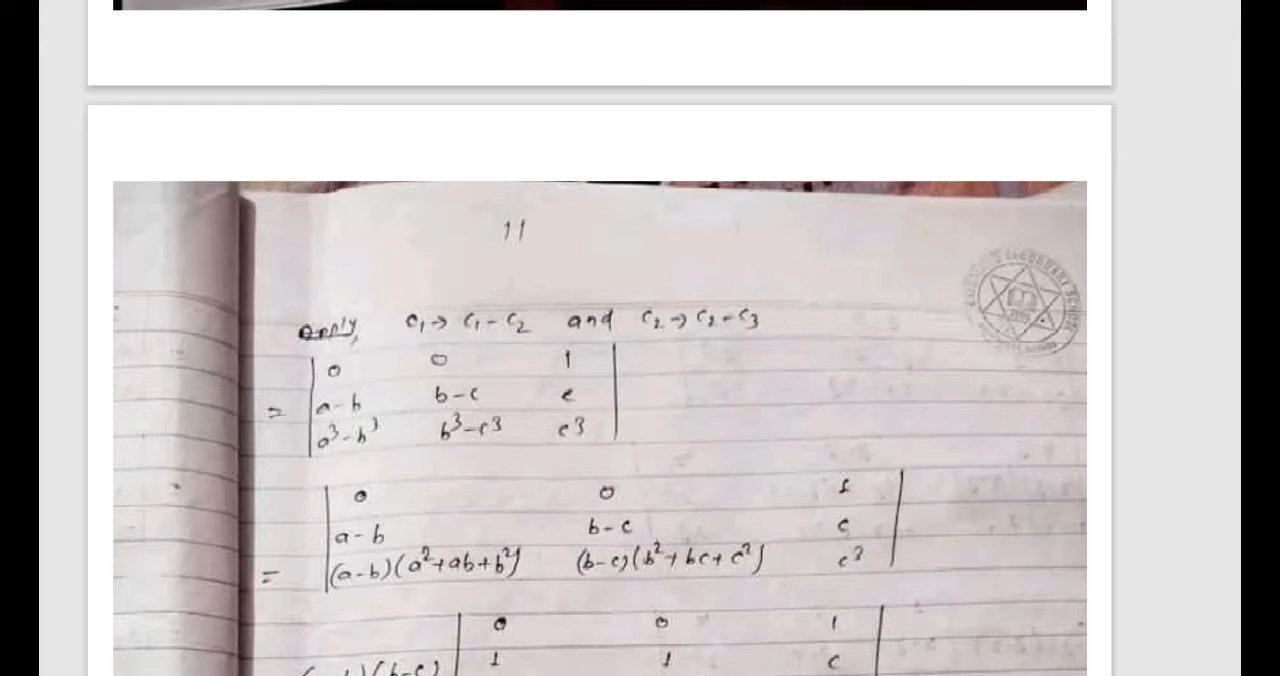 11
apply, C₁→ C₁-C₂ and C₂→ C₂-C₃
| 0 0 1 |
= | a-b b-c c |
| a³-b³ b³-c³ c³ |
| 0 0 1 |
| a-b b-c c |
= | (a-b)(a²+ab+b²) (b-c)(b²+bc+c²) c³ |
| 0 0 1 |
(b-c) | 1 1 c |